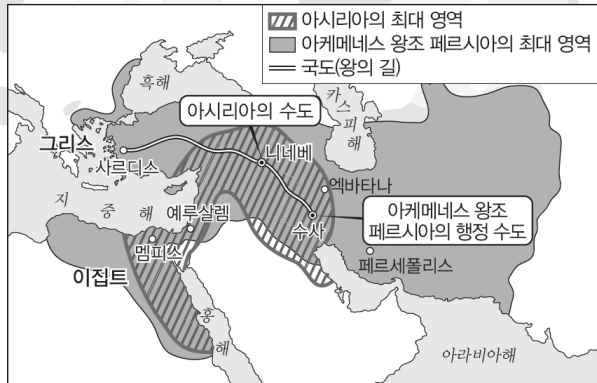 아시리아의 최대 영역
아케메네스 왕조 페르시아의 최대 영역
국도(왕의 길)
흑해
카스피해
아시리아의 수도
그리스
사르디스
니네베
엑바타나
지중해
예루살렘
수사
아케메네스 왕조
페르시아의 행정 수도
멤피스
페르세폴리스
이집트
홍해
아라비아해